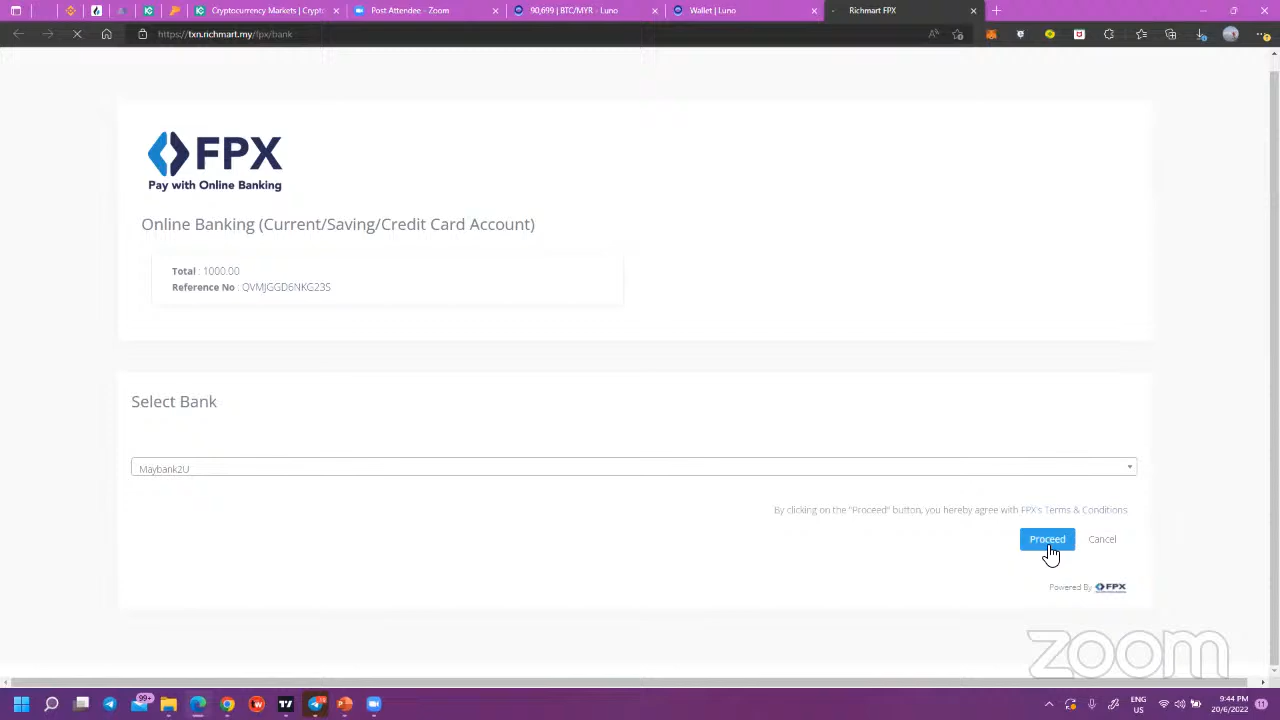 Cryptocurrency Markets | Crypto
Post Attendee - Zoom
90,699 | BTC/MYR - Luno
Wallet | Luno
Richmart FPX
https://txn.richmart.my/fpx/bank
FPX
Pay with Online Banking
Online Banking (Current/Saving/Credit Card Account)
Total : 1000.00
Reference No : QVMJGGD6NKG23S
Select Bank
Maybank2U
By clicking on the "Proceed" button, you hereby agree with FPX's Terms & Conditions
Proceed
Cancel
Powered By FPX
zoom
99+
ENG
US
9:44 PM
20/6/2022